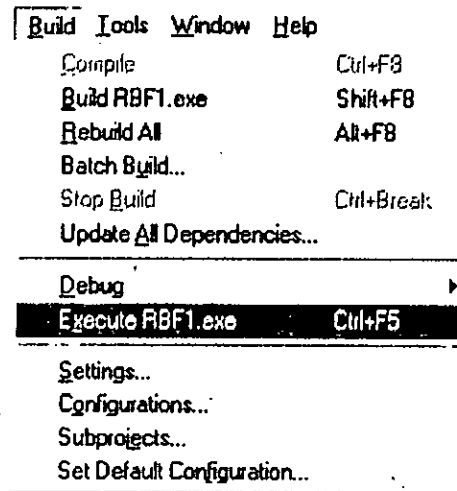 Build Tools Window Help
Compile Ctrl+F8
Build RBF1.exe Shift+F8
Rebuild All Alt+F8
Batch Build...
Stop Build Ctrl+Break
Update All Dependencies...
Debug
Execute RBF1.exe Ctrl+F5
Settings...
Configurations...
Subprojects...
Set Default Configuration...